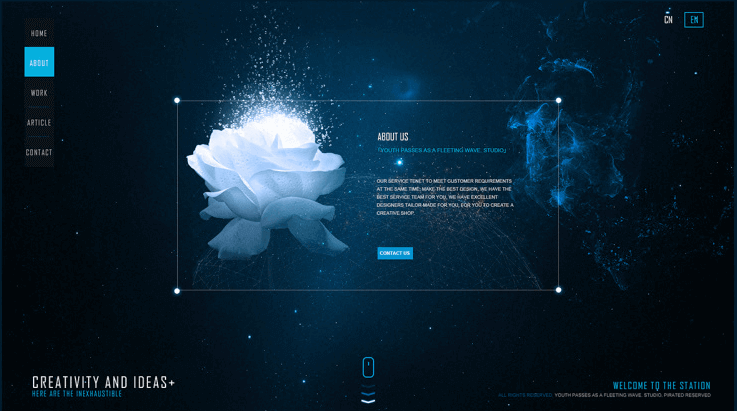 HOME
ABOUT
WORK
ARTICLE
CONTACT
CN
EM
ABOUT US
「YOUTH PASSES AS A FLEETING WAVE. STUDIO」
OUR SERVICE TENET TO MEET CUSTOMER REQUIREMENTS
AT THE SAME TIME; MAKE THE BEST DESIGN, WE HAVE THE
BEST SERVICE TEAM FOR YOU, WE HAVE EXCELLENT
DESIGNERS TAILOR-MADE FOR YOU; FOR YOU TO CREATE A
CREATIVE SHOP.
CONTACT US
CREATIVITY AND IDEAS+
HERE ARE THE INEXHAUSTIBLE
WELCOME TO THE STATION
ALL RIGHTS RESERVED. YOUTH PASSES AS A FLEETING WAVE. STUDIO. PIRATED RESERVED